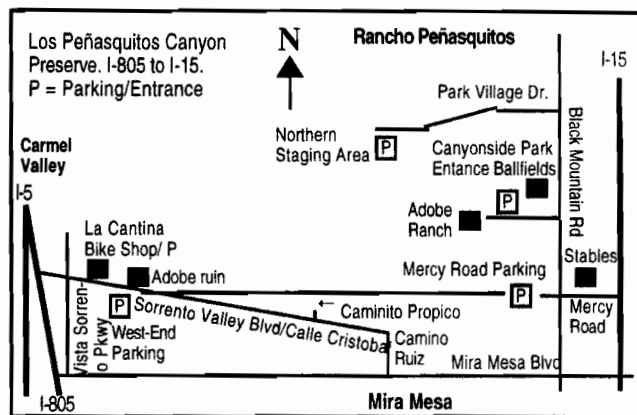 Los Peñasquitos Canyon
Preserve. I-805 to I-15.
P = Parking/Entrance
N
Rancho Peñasquitos
I-15
Park Village Dr.
Northern
Staging Area
P
Black Mountain Rd
Canyonside Park
Entance Ballfields
P
Adobe
Ranch
Carmel
Valley
I-5
La Cantina
Bike Shop/ P
Adobe ruin
Stables
Mercy Road Parking
P
Mercy
Road
Vista Sorren-
o Pkwy
P
West-End
Parking
Sorrento Valley Blvd/Calle Cristoba
← Caminito Propico
Camino
Ruiz
Mira Mesa Blvd
I-805
Mira Mesa